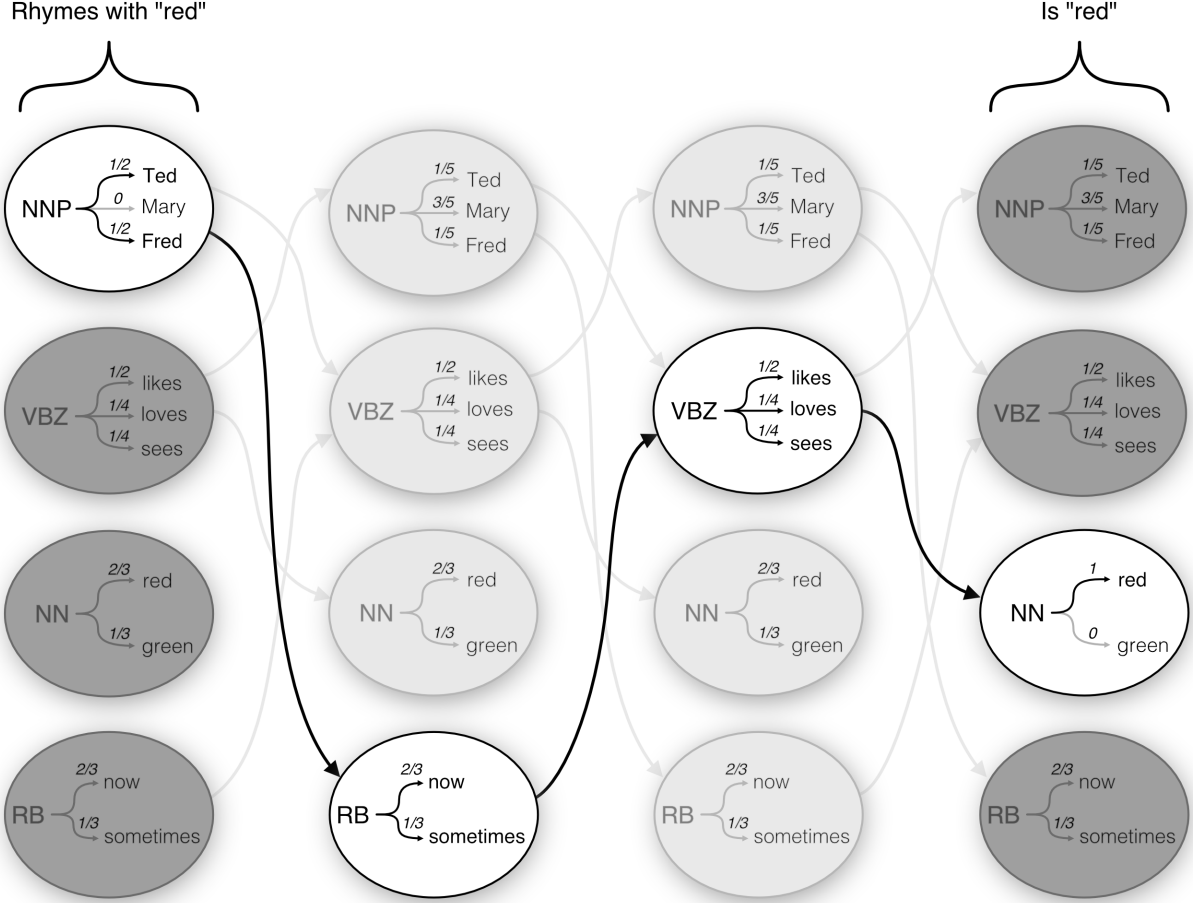 Rhymes with "red"
Is "red"
NNP
1/2 Ted
0 Mary
1/2 Fred
NNP
1/5 Ted
3/5 Mary
1/5 Fred
NNP
1/5 Ted
3/5 Mary
1/5 Fred
NNP
1/5 Ted
3/5 Mary
1/5 Fred
VBZ
1/2 likes
1/4 loves
1/4 sees
VBZ
1/2 likes
1/4 loves
1/4 sees
VBZ
1/2 likes
1/4 loves
1/4 sees
VBZ
1/2 likes
1/4 loves
1/4 sees
NN
2/3 red
1/3 green
NN
2/3 red
1/3 green
NN
2/3 red
1/3 green
NN
1 red
0 green
RB
2/3 now
1/3 sometimes
RB
2/3 now
1/3 sometimes
RB
2/3 now
1/3 sometimes
RB
2/3 now
1/3 sometimes